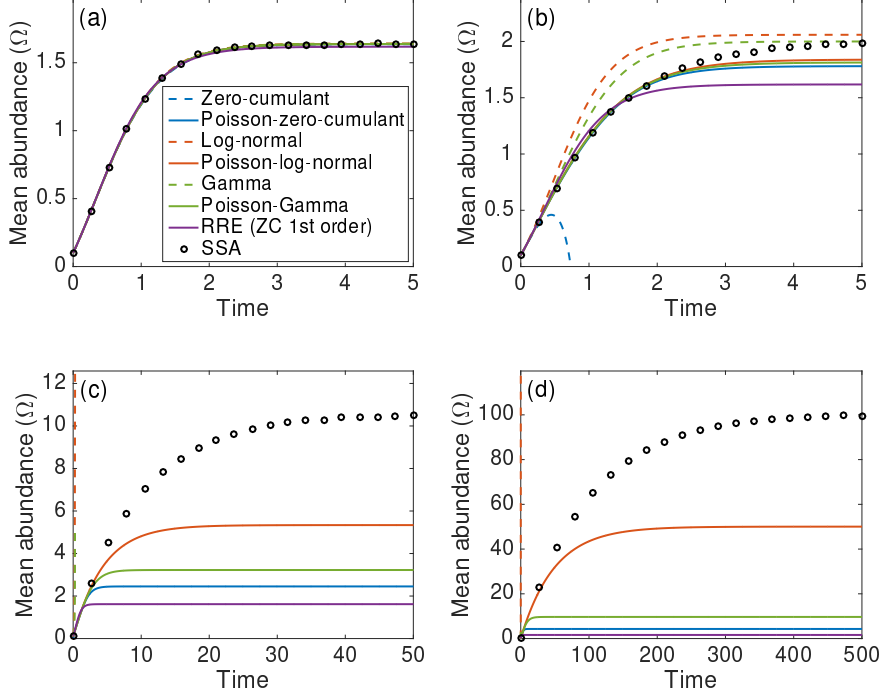 (a)
Mean abundance (Ω)
1.5
1
0.5
0
Zero-cumulant
Poisson-zero-cumulant
Log-normal
Poisson-log-normal
Gamma
Poisson-Gamma
RRE (ZC 1st order)
SSA
0 1 2 3 4 5
Time
(b)
Mean abundance (Ω)
2
1.5
1
0.5
0
0 1 2 3 4 5
Time
(c)
Mean abundance (Ω)
12
10
8
6
4
2
0
0 10 20 30 40 50
Time
(d)
Mean abundance (Ω)
100
80
60
40
20
0
0 100 200 300 400 500
Time